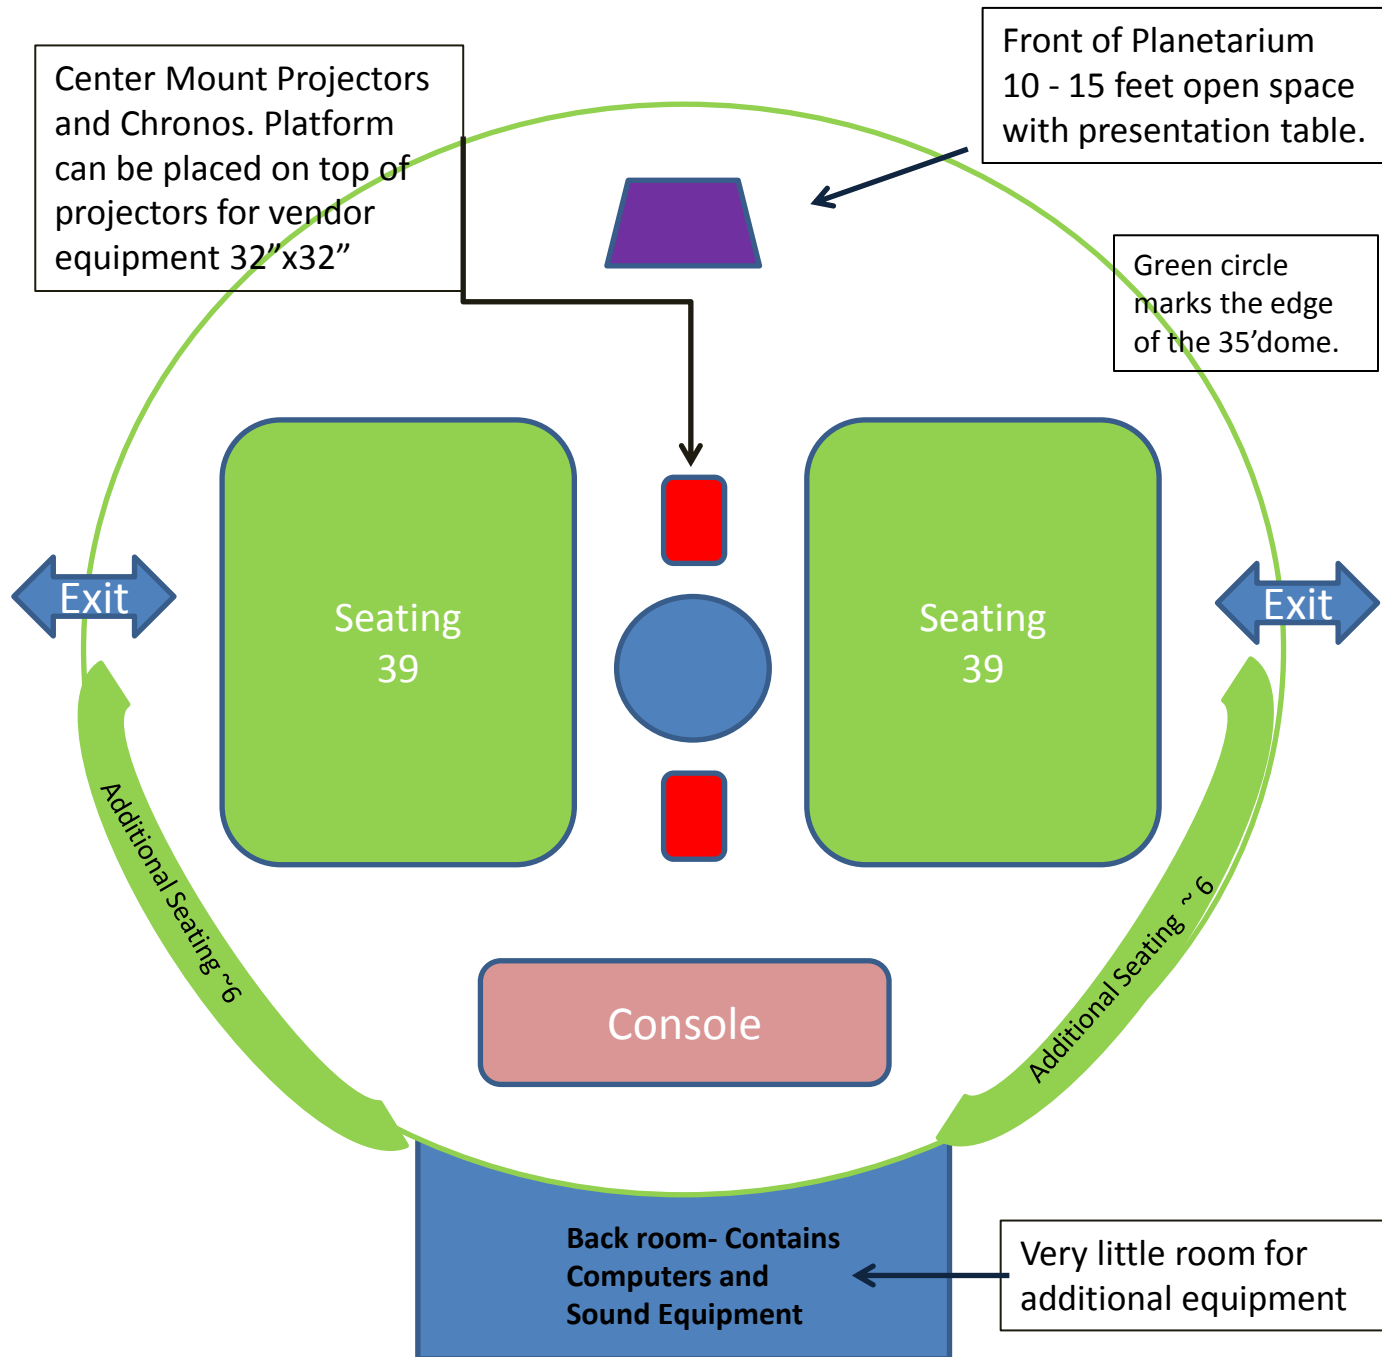 Center Mount Projectors
and Chronos. Platform
can be placed on top of
projectors for vendor
equipment 32”x32”
Front of Planetarium
10 - 15 feet open space
with presentation table.
Green circle
marks the edge
of the 35’dome.
Exit
Seating
39
Seating
39
Exit
Additional Seating ~6
Additional Seating ~ 6
Console
Back room- Contains
Computers and
Sound Equipment
Very little room for
additional equipment